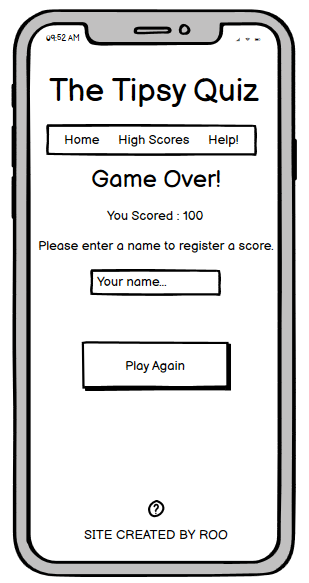 09:52 AM
The Tipsy Quiz
Home High Scores Help!
Game Over!
You Scored : 100
Please enter a name to register a score.
Your name...
Play Again
?
SITE CREATED BY ROO